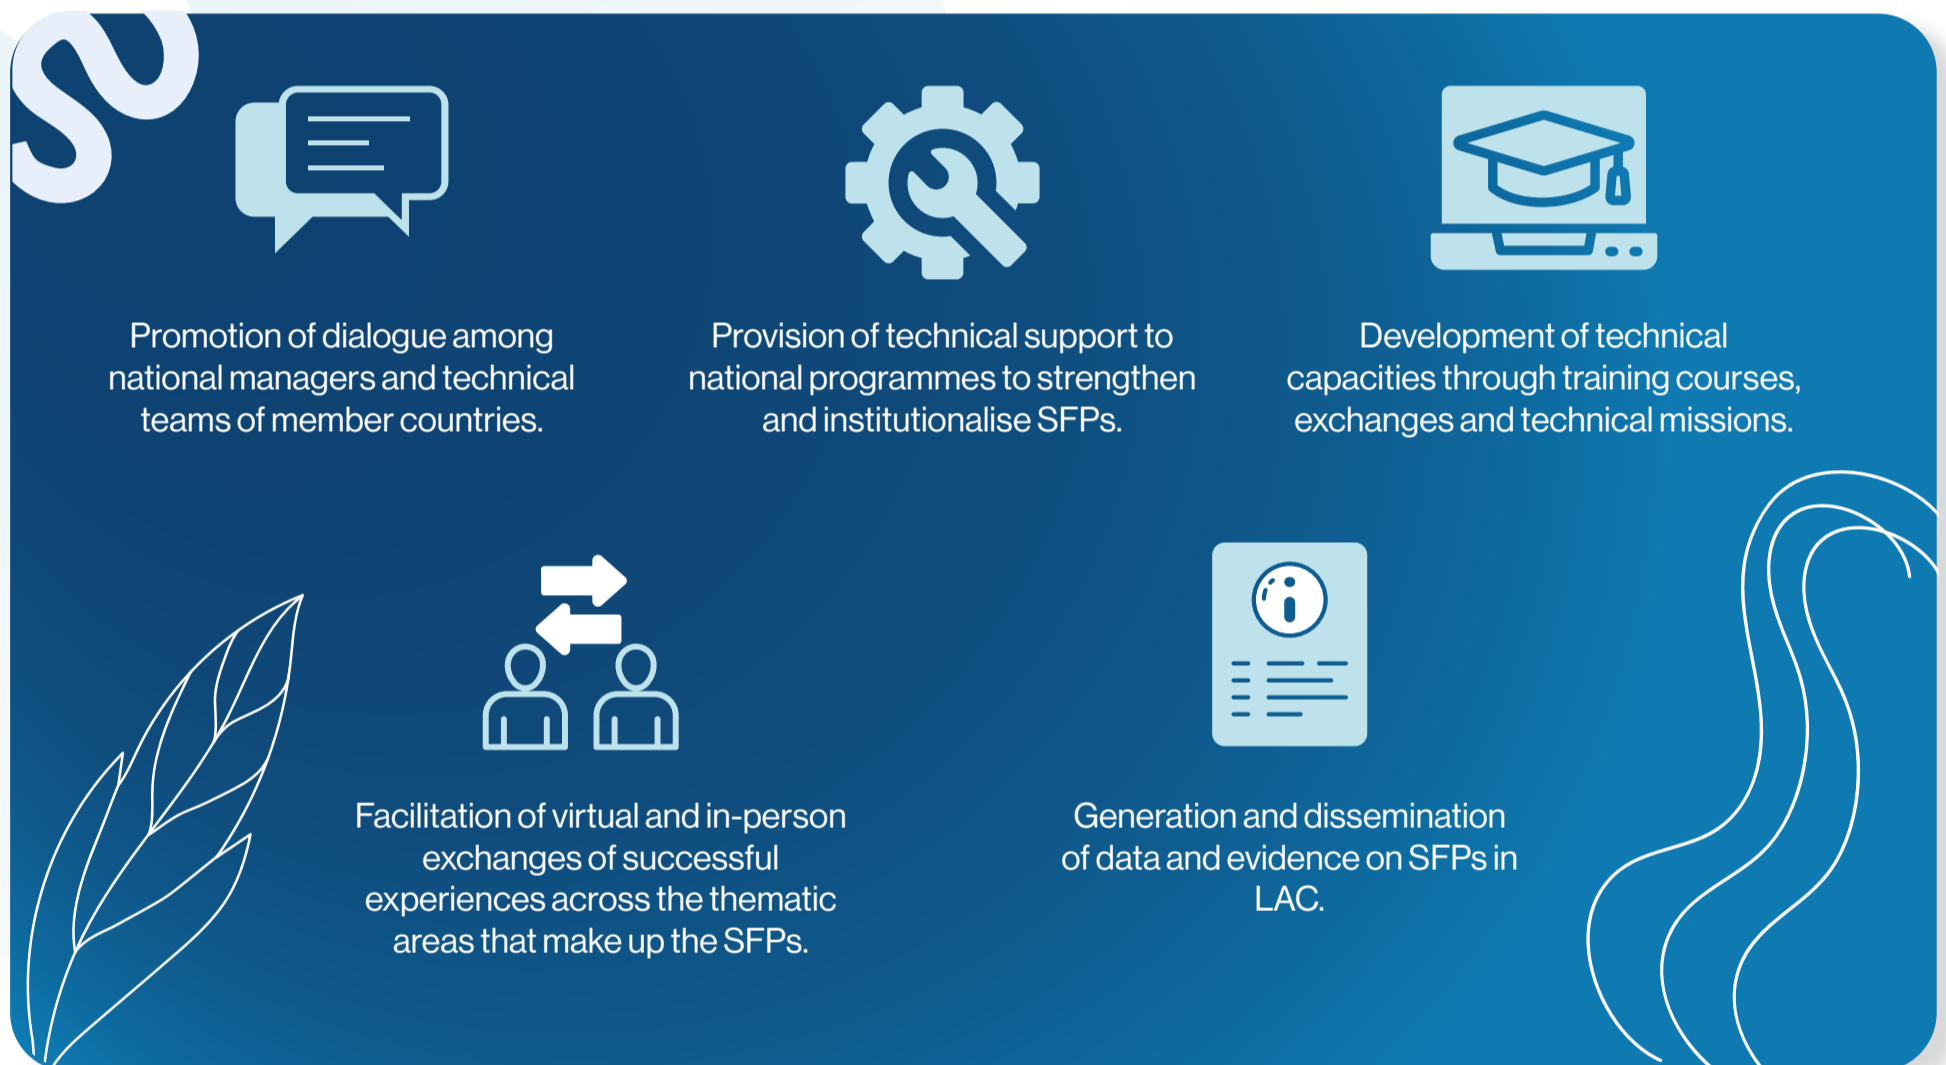 Promotion of dialogue among
national managers and technical
teams of member countries.
Provision of technical support to
national programmes to strengthen
and institutionalise SFPs.
Development of technical
capacities through training courses,
exchanges and technical missions.
Facilitation of virtual and in-person
exchanges of successful
experiences across the thematic
areas that make up the SFPs.
Generation and dissemination
of data and evidence on SFPs in
LAC.